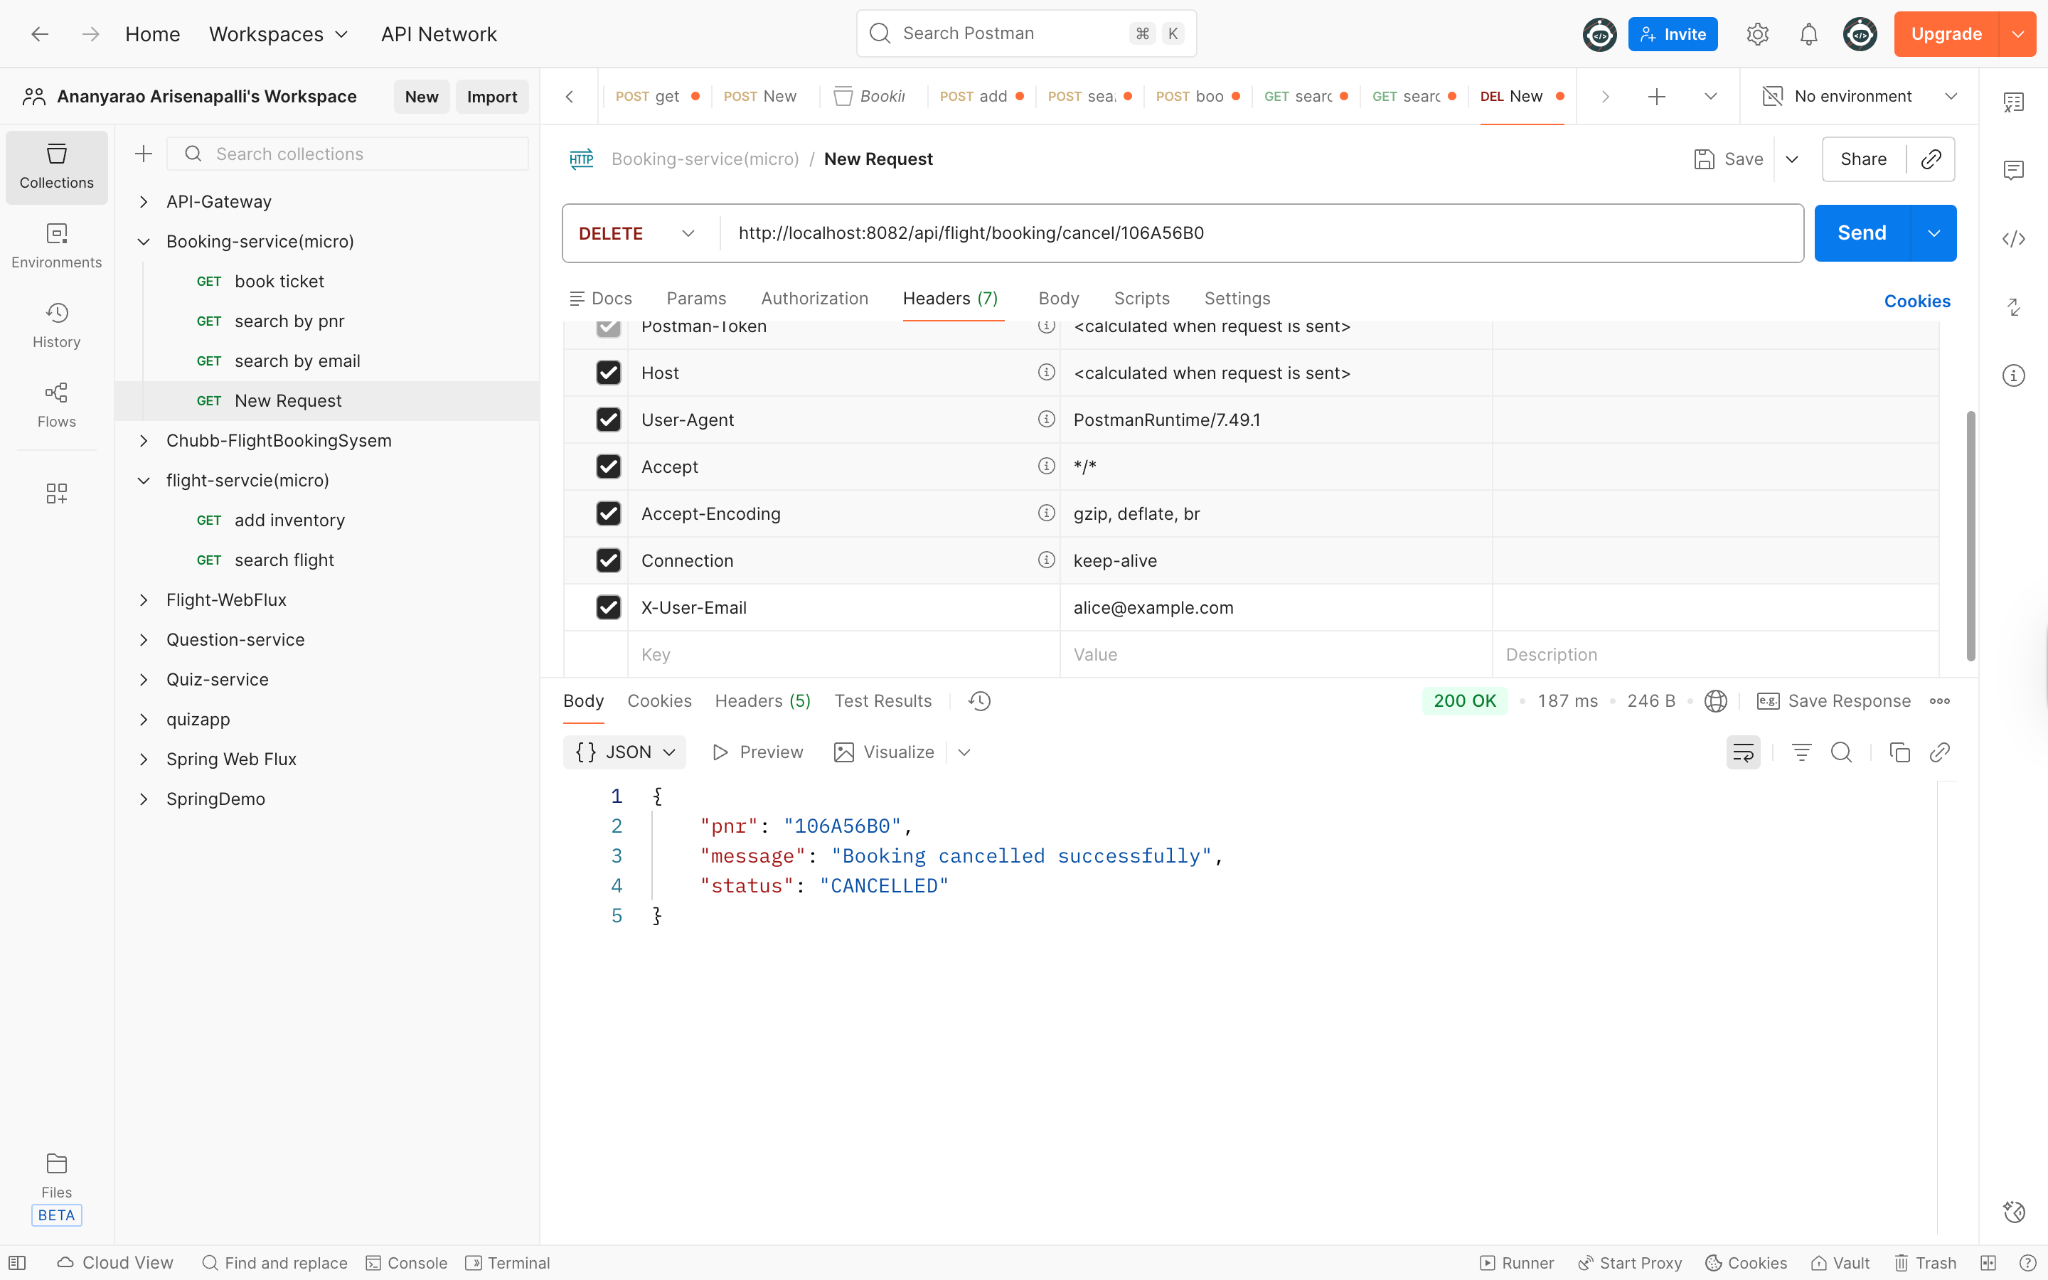 Home Workspaces API Network Search Postman ⌘ K Invite Upgrade
Ananyarao Arisenapalli's Workspace New Import
POST get POST New Booki POST add POST sea POST boo GET searc GET searc DEL New No environment
Collections
Environments
History
Flows
Files
BETA
Search collections
API-Gateway
Booking-service(micro)
GET book ticket
GET search by pnr
GET search by email
GET New Request
Chubb-FlightBookingSysem
flight-servcie(micro)
GET add inventory
GET search flight
Flight-WebFlux
Question-service
Quiz-service
quizapp
Spring Web Flux
SpringDemo
HTTP Booking-service(micro) / New Request Save Share
DELETE http://localhost:8082/api/flight/booking/cancel/106A56B0 Send
Docs Params Authorization Headers (7) Body Scripts Settings Cookies
Postman-Token <calculated when request is sent>
Host <calculated when request is sent>
User-Agent PostmanRuntime/7.49.1
Accept */*
Accept-Encoding gzip, deflate, br
Connection keep-alive
X-User-Email alice@example.com
Key Value Description
Body Cookies Headers (5) Test Results 200 OK • 187 ms • 246 B • e.g. Save Response
{} JSON Preview Visualize
1 {
2 "pnr": "106A56B0",
3 "message": "Booking cancelled successfully",
4 "status": "CANCELLED"
5 }
Cloud View Find and replace Console Terminal Runner Start Proxy Cookies Vault Trash